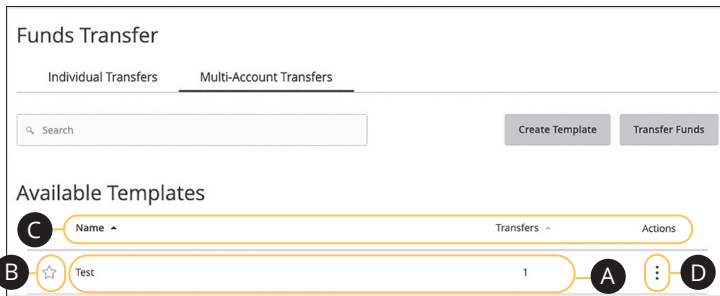 Funds Transfer
Individual Transfers Multi-Account Transfers
Search Create Template Transfer Funds
Available Templates
C Name Transfers Actions
B Test 1 A D